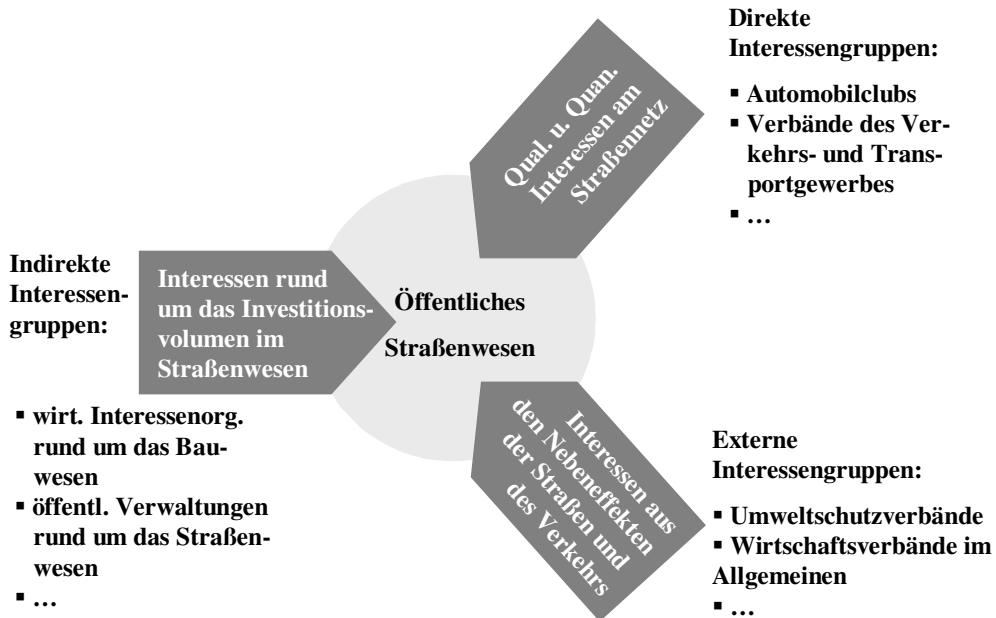 Direkte
Interessengruppen:
▪ Automobilclubs
▪ Verbände des Ver-
kehrs- und Trans-
portgewerbes
▪ …
Qual. u. Quan.
Interessen am
Straßennetz
Indirekte
Interessen-
gruppen:
Interessen rund
um das Investitions-
volumen im
Straßenwesen
Öffentliches
Straßenwesen
▪ wirt. Interessenorg.
rund um das Bau-
wesen
▪ öffentl. Verwaltungen
rund um das Straßen-
wesen
▪ …
Interessen aus
den Nebeneffekten
der Straßen und
des Verkehrs
Externe
Interessengruppen:
▪ Umweltschutzverbände
▪ Wirtschaftsverbände im
Allgemeinen
▪ …